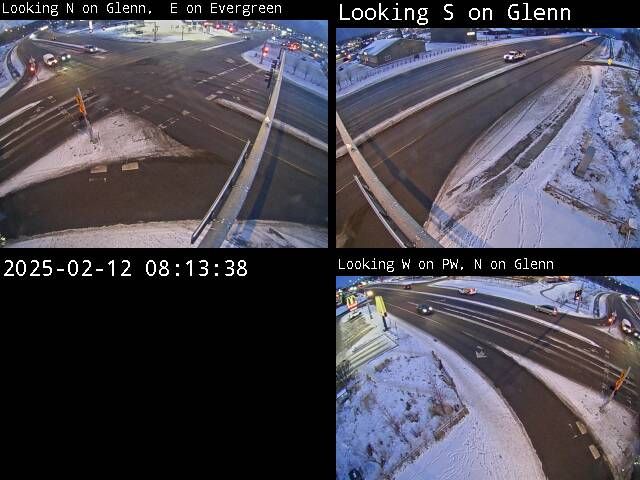 Looking N on Glenn,  E on Evergreen
Looking S on Glenn
2025-02-12 08:13:38
Looking W on PW, N on Glenn